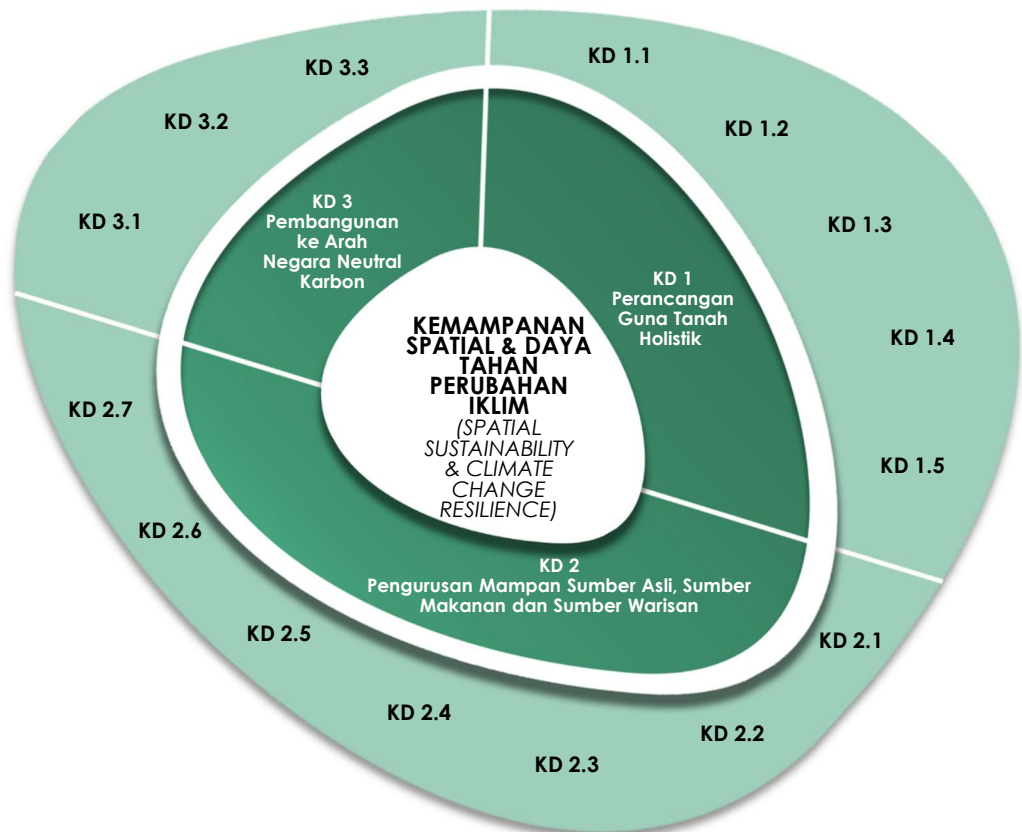 KD 3.3
KD 1.1
KD 3.2
KD 1.2
KD 3.1
KD 1.3
KD 3
Pembangunan
ke Arah
Negara Neutral
Karbon
KD 1
Perancangan
Guna Tanah
Holistik
KEMAMPANAN
SPATIAL & DAYA
TAHAN
PERUBAHAN
IKLIM
(SPATIAL
SUSTAINABILITY
& CLIMATE
CHANGE
RESILIENCE)
KD 1.4
KD 2.7
KD 1.5
KD 2.6
KD 2
Pengurusan Mampan Sumber Asli, Sumber
Makanan dan Sumber Warisan
KD 2.5
KD 2.1
KD 2.4
KD 2.2
KD 2.3